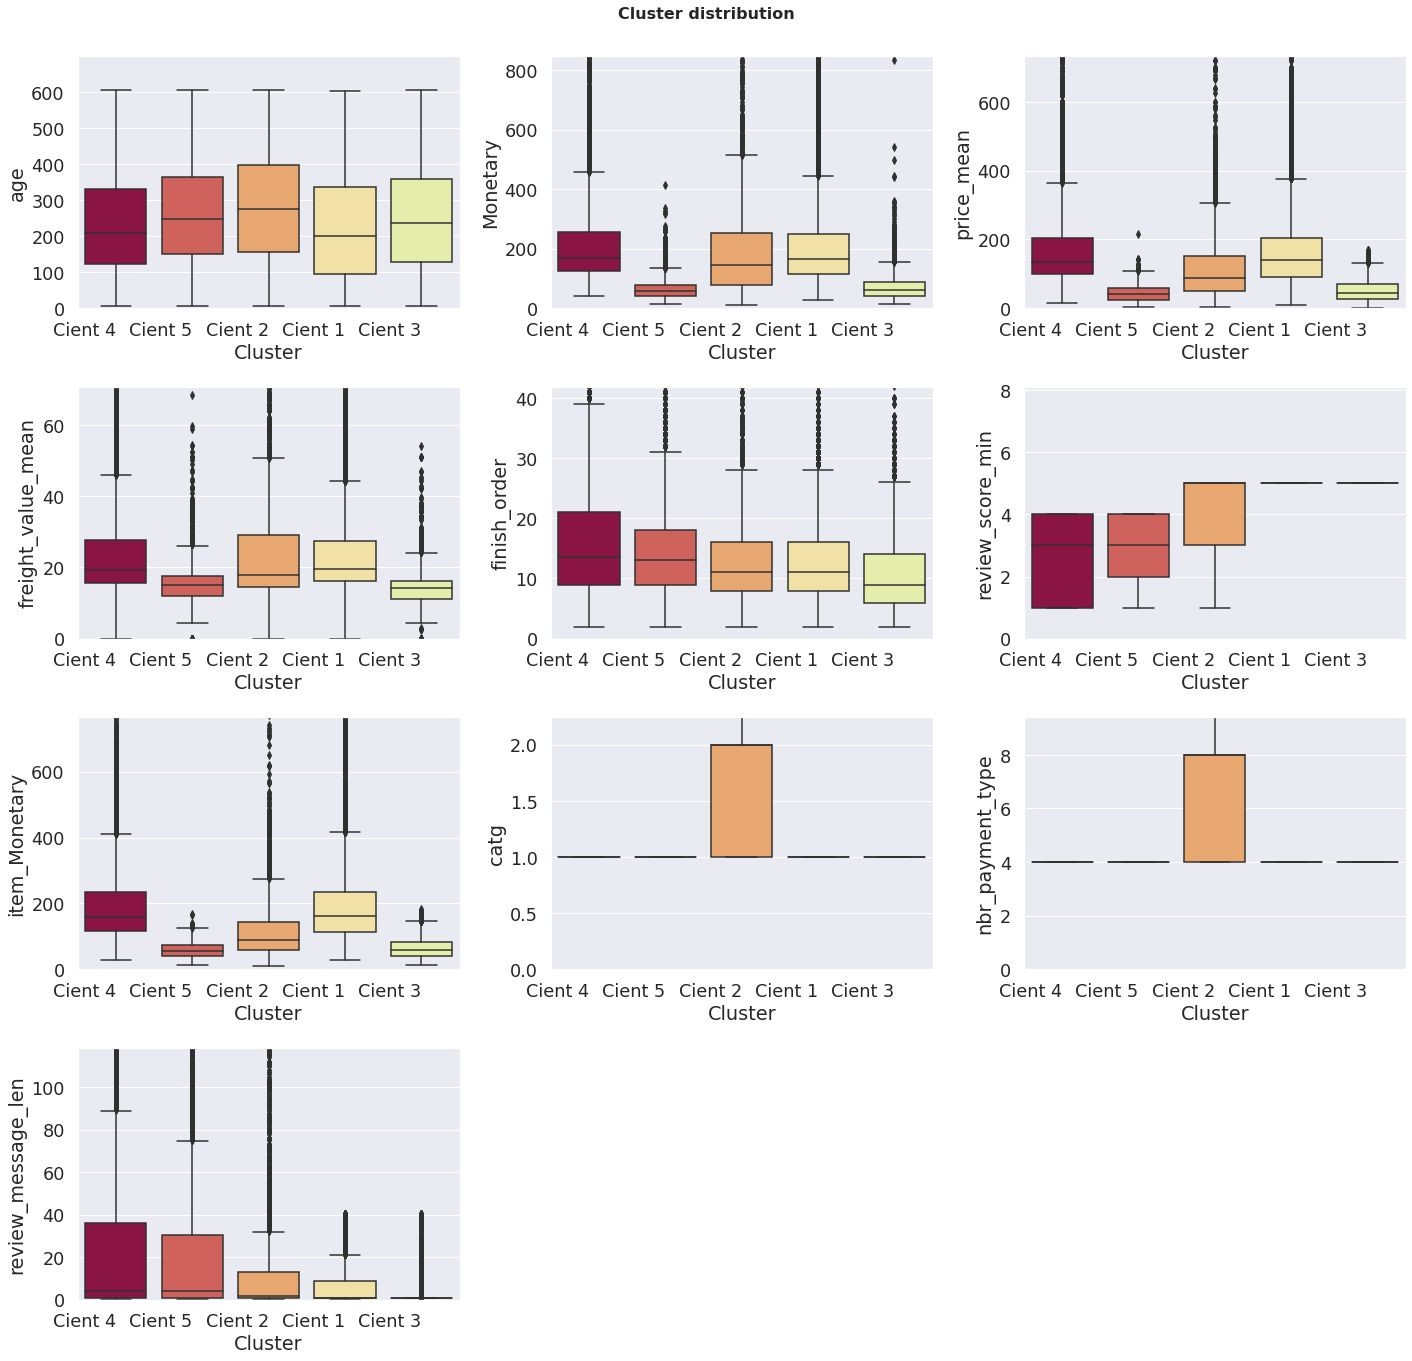 Cluster distribution
age
600
500
400
300
200
100
0
Cient 4 Cient 5 Cient 2 Cient 1 Cient 3
Cluster
Monetary
800
600
400
200
0
Cient 4 Cient 5 Cient 2 Cient 1 Cient 3
Cluster
price_mean
600
400
200
0
Cient 4 Cient 5 Cient 2 Cient 1 Cient 3
Cluster
freight_value_mean
60
40
20
0
Cient 4 Cient 5 Cient 2 Cient 1 Cient 3
Cluster
finish_order
40
30
20
10
0
Cient 4 Cient 5 Cient 2 Cient 1 Cient 3
Cluster
review_score_min
8
6
4
2
0
Cient 4 Cient 5 Cient 2 Cient 1 Cient 3
Cluster
item_Monetary
600
400
200
0
Cient 4 Cient 5 Cient 2 Cient 1 Cient 3
Cluster
catg
2.0
1.5
1.0
0.5
0.0
Cient 4 Cient 5 Cient 2 Cient 1 Cient 3
Cluster
nbr_payment_type
8
6
4
2
0
Cient 4 Cient 5 Cient 2 Cient 1 Cient 3
Cluster
review_message_len
100
80
60
40
20
0
Cient 4 Cient 5 Cient 2 Cient 1 Cient 3
Cluster